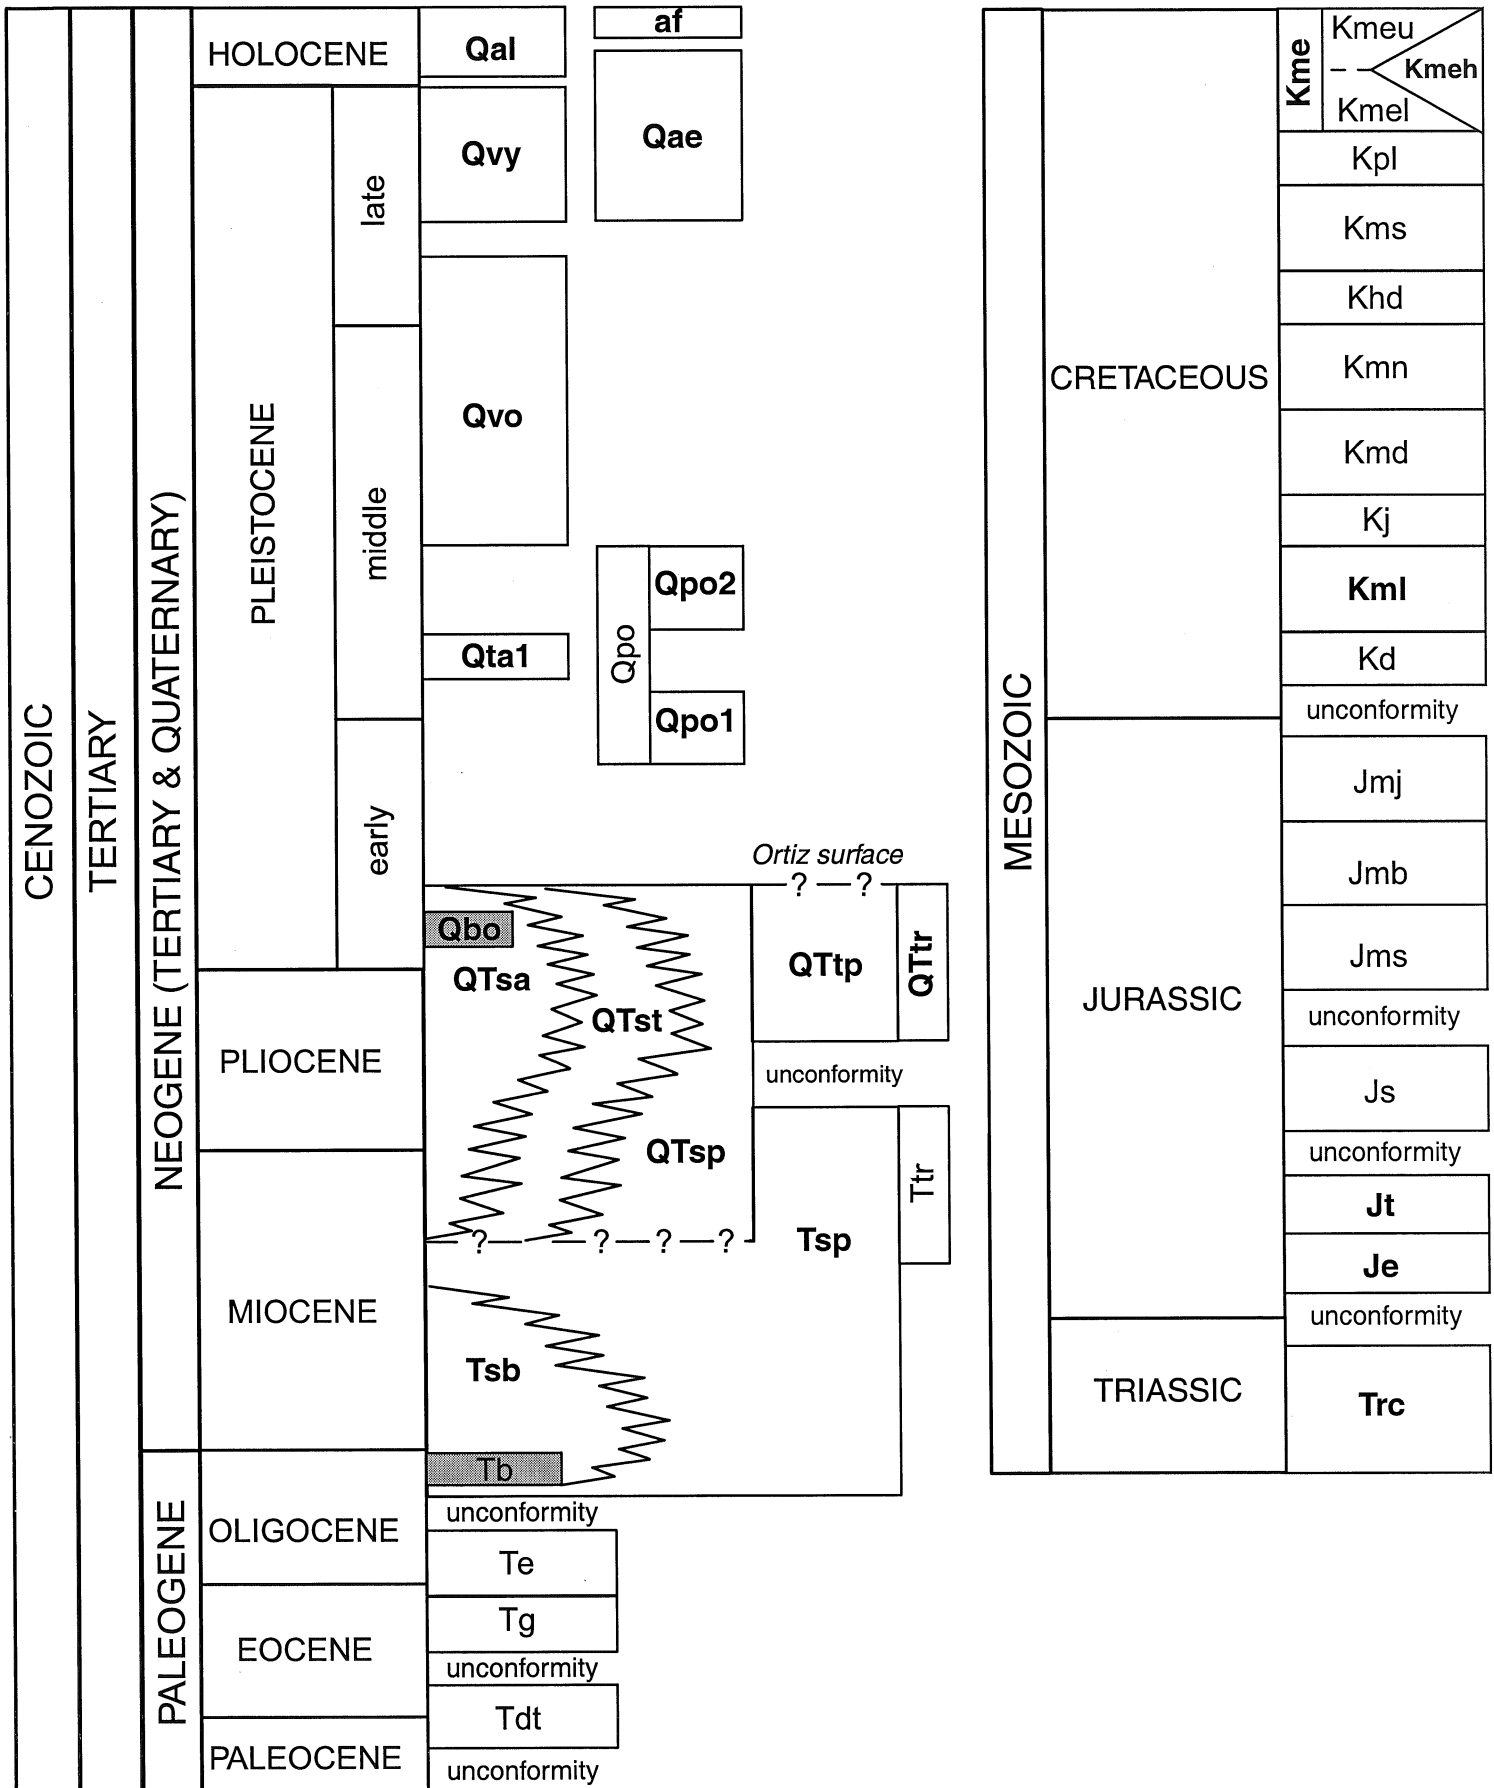 CENOZOIC
TERTIARY
NEOGENE (TERTIARY & QUATERNARY)
PALEOGENE
HOLOCENE
PLEISTOCENE
late
middle
early
PLIOCENE
MIOCENE
OLIGOCENE
EOCENE
PALEOCENE
Qal
af
Qvy
Qae
Qvo
Qpo
Qpo2
Qta1
Qpo1
Ortiz surface
? ?
Qbo
QTsa
QTst
QTtp
QTtr
unconformity
QTsp
Ttr
? ? ? ?
Tsp
Tsb
Tb
unconformity
Te
Tg
unconformity
Tdt
unconformity
MESOZOIC
CRETACEOUS
JURASSIC
TRIASSIC
Kme
Kmeu
Kmeh
Kmel
Kpl
Kms
Khd
Kmn
Kmd
Kj
Kml
Kd
unconformity
Jmj
Jmb
Jms
unconformity
Js
unconformity
Jt
Je
unconformity
Trc